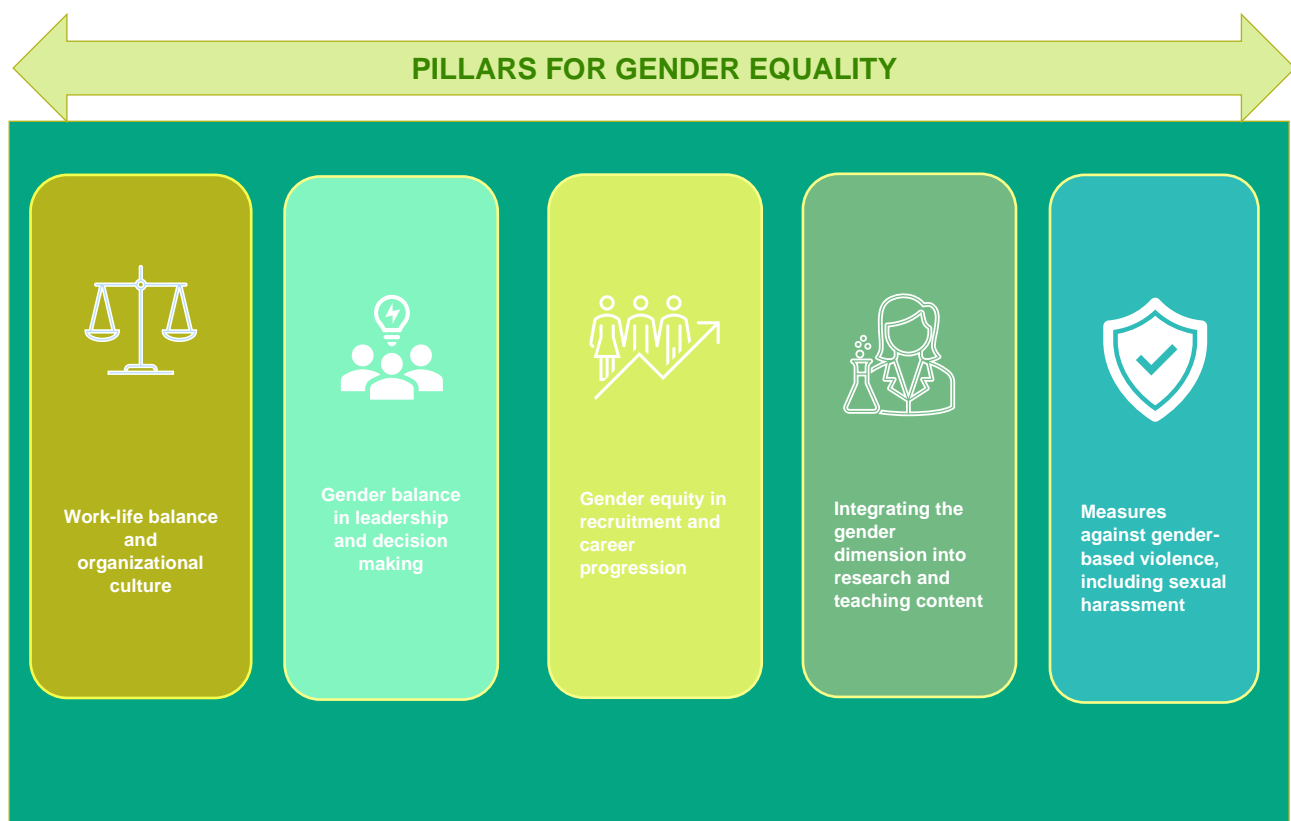 PILLARS FOR GENDER EQUALITY
Work-life balance
and
organizational
culture
Gender balance
in leadership
and decision
making
Gender equity in
recruitment and
career
progression
Integrating the
gender
dimension into
research and
teaching content
Measures
against gender-
based violence,
including sexual
harassment